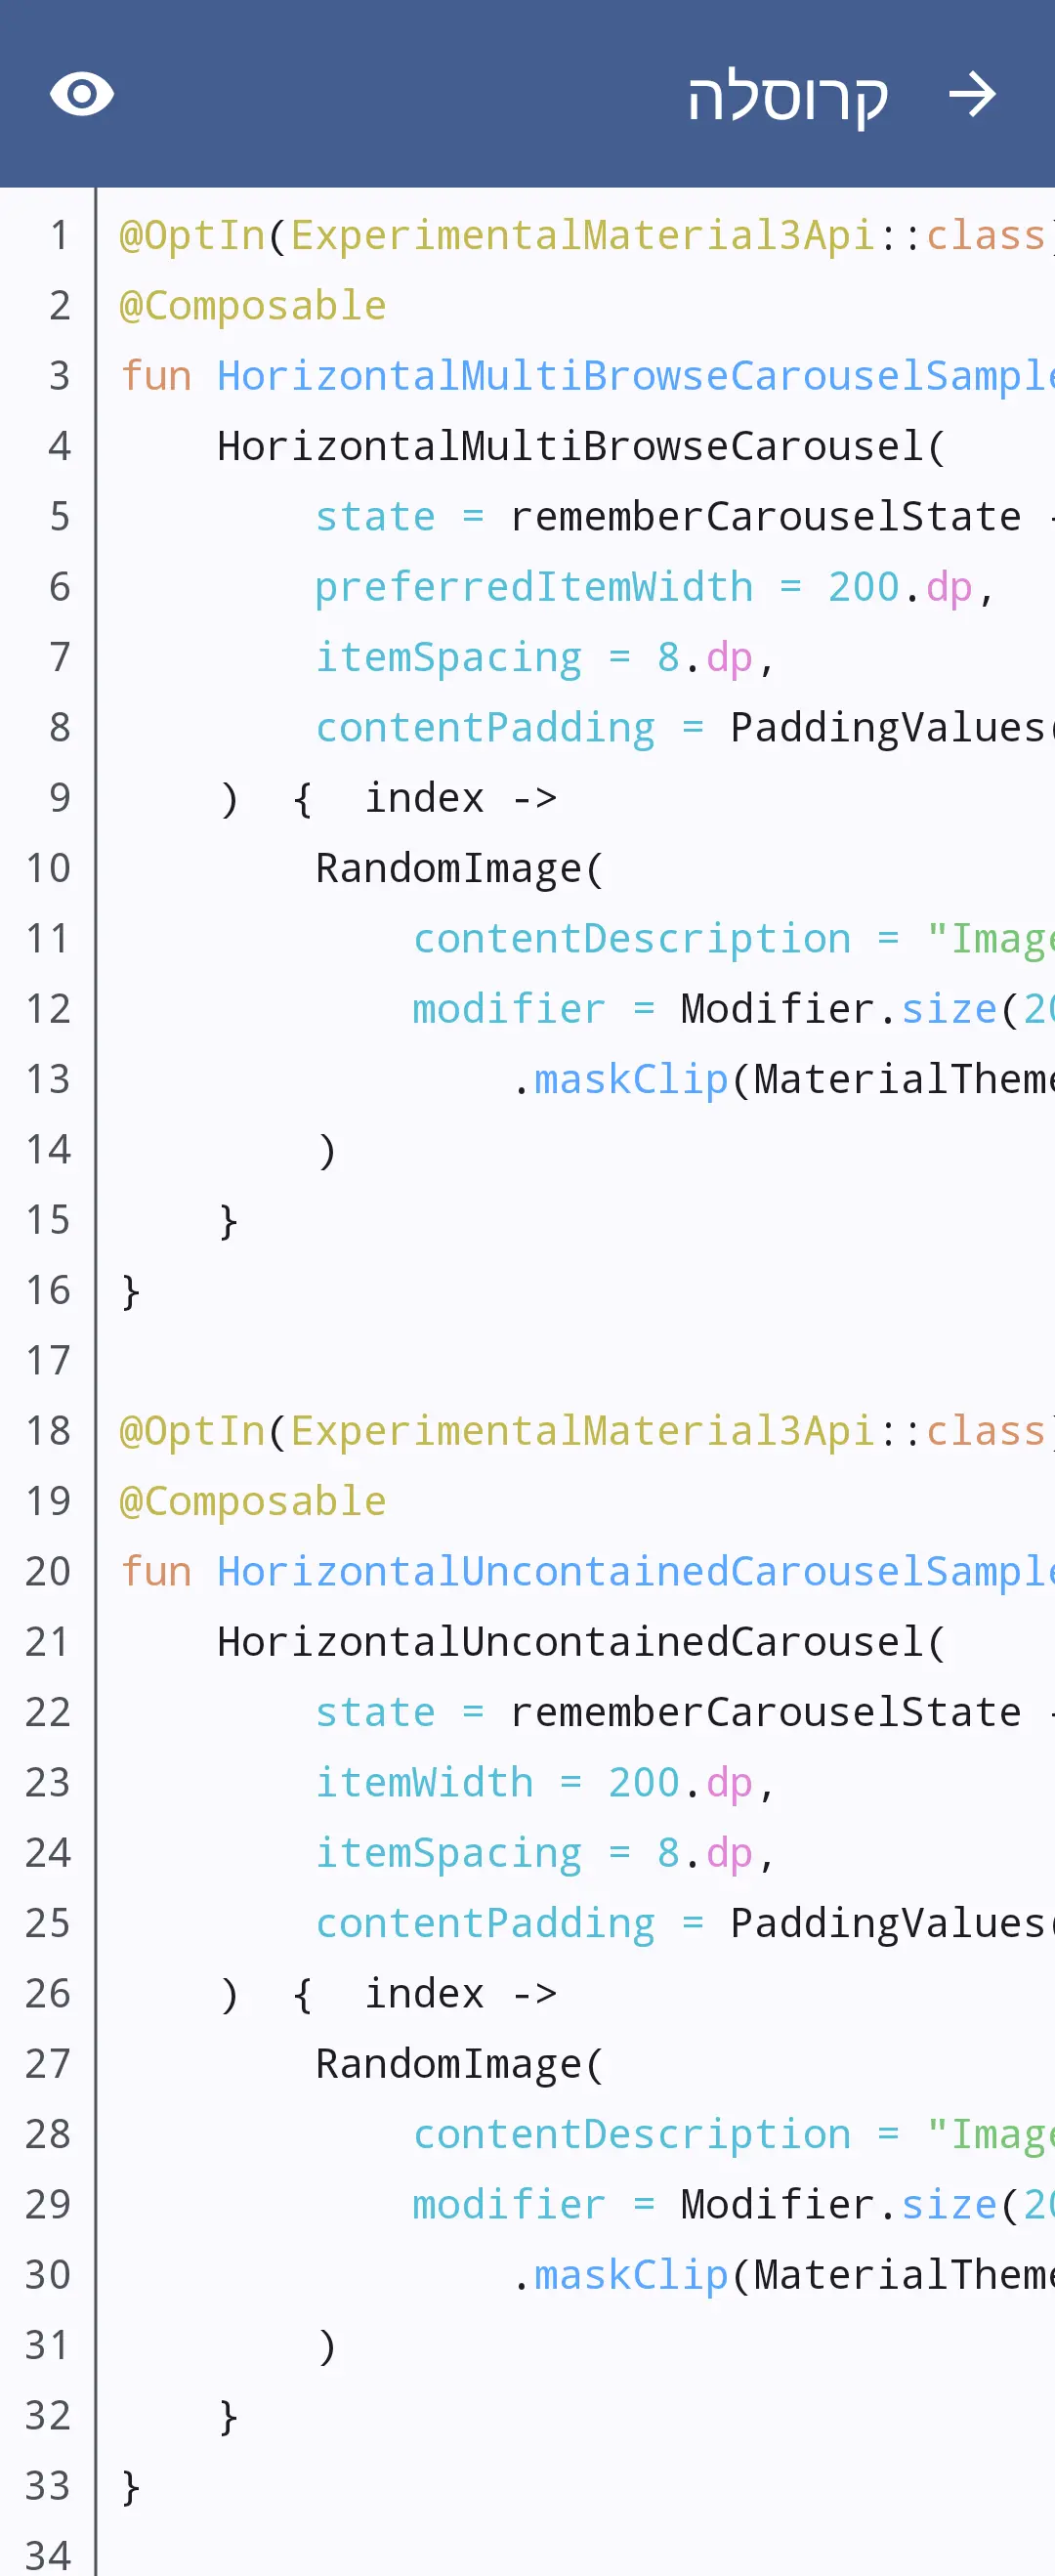 קרוסלה
1 @OptIn(ExperimentalMaterial3Api::class)
2 @Composable
3 fun HorizontalMultiBrowseCarouselSample
4     HorizontalMultiBrowseCarousel(
5         state = rememberCarouselState
6         preferredItemWidth = 200.dp,
7         itemSpacing = 8.dp,
8         contentPadding = PaddingValues(
9     )  {  index ->
10         RandomImage(
11             contentDescription = "Image
12             modifier = Modifier.size(20
13                 .maskClip(MaterialTheme
14         )
15     }
16 }
17
18 @OptIn(ExperimentalMaterial3Api::class)
19 @Composable
20 fun HorizontalUncontainedCarouselSample
21     HorizontalUncontainedCarousel(
22         state = rememberCarouselState
23         itemWidth = 200.dp,
24         itemSpacing = 8.dp,
25         contentPadding = PaddingValues(
26     )  {  index ->
27         RandomImage(
28             contentDescription = "Image
29             modifier = Modifier.size(20
30                 .maskClip(MaterialTheme
31         )
32     }
33 }
34